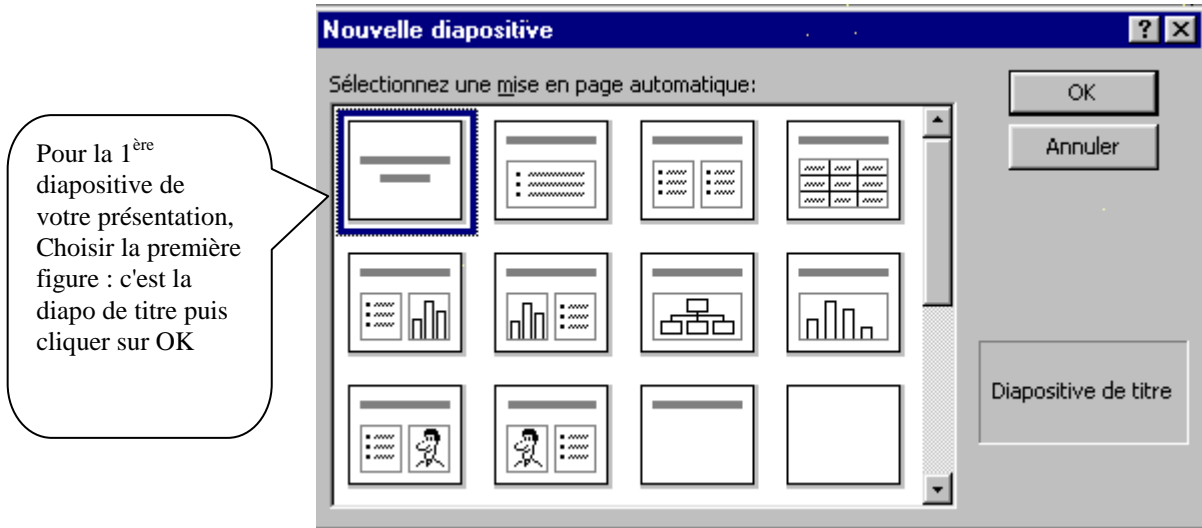 Nouvelle diapositive
Sélectionnez une mise en page automatique:
OK
Annuler
Pour la 1ère
diapositive de
votre présentation,
Choisir la première
figure : c'est la
diapo de titre puis
cliquer sur OK
Diapositive de titre